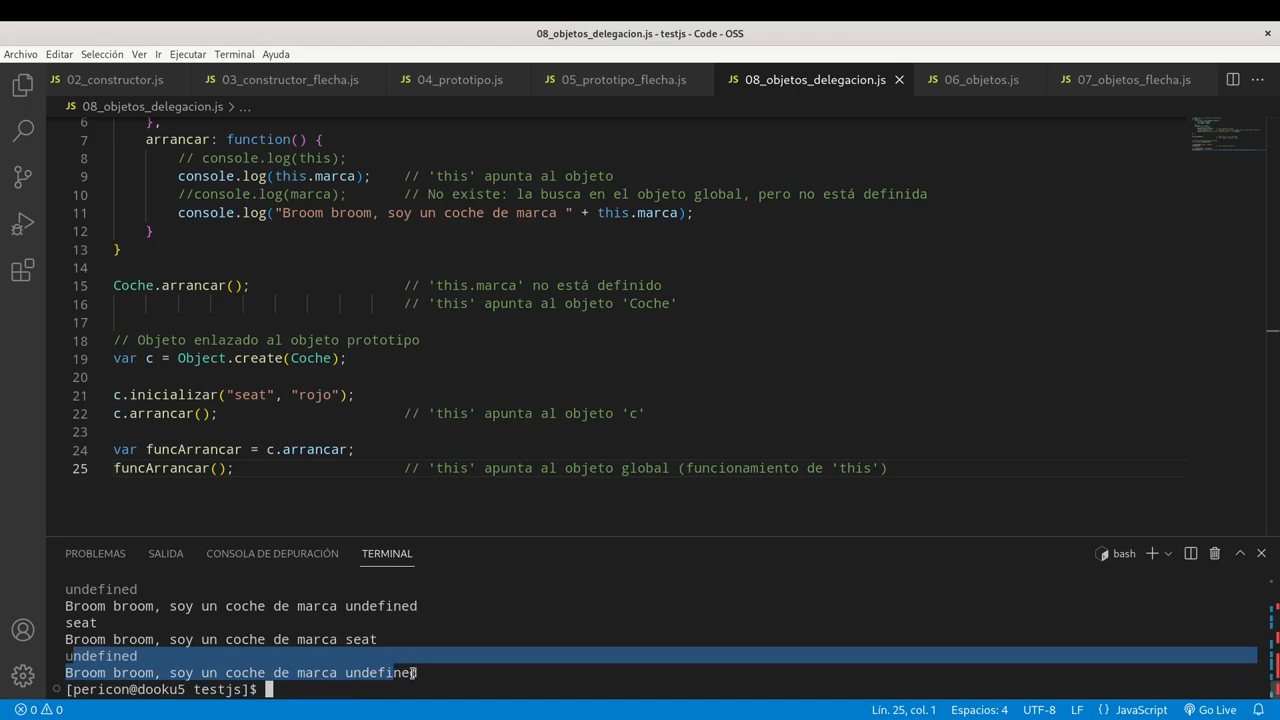 08_objetos_delegacion.js - testjs - Code - OSS
Archivo Editar Selección Ver Ir Ejecutar Terminal Ayuda
JS 02_constructor.js JS 03_constructor_flecha.js JS 04_prototipo.js JS 05_prototipo_flecha.js JS 08_objetos_delegacion.js JS 06_objetos.js JS 07_objetos_flecha.js
JS 08_objetos_delegacion.js > ...
6 },
7 arrancar: function() {
8 // console.log(this);
9 console.log(this.marca); // 'this' apunta al objeto
10 //console.log(marca); // No existe: la busca en el objeto global, pero no está definida
11 console.log("Broom broom, soy un coche de marca " + this.marca);
12 }
13 }
14
15 Coche.arrancar(); // 'this.marca' no está definido
16 // 'this' apunta al objeto 'Coche'
17
18 // Objeto enlazado al objeto prototipo
19 var c = Object.create(Coche);
20
21 c.inicializar("seat", "rojo");
22 c.arrancar(); // 'this' apunta al objeto 'c'
23
24 var funcArrancar = c.arrancar;
25 funcArrancar(); // 'this' apunta al objeto global (funcionamiento de 'this')
PROBLEMAS SALIDA CONSOLA DE DEPURACIÓN TERMINAL bash
undefined
Broom broom, soy un coche de marca undefined
seat
Broom broom, soy un coche de marca seat
undefined
Broom broom, soy un coche de marca undefined
[pericon@dooku5 testjs]$
0 0 Lín. 25, col. 1 Espacios: 4 UTF-8 LF {} JavaScript Go Live